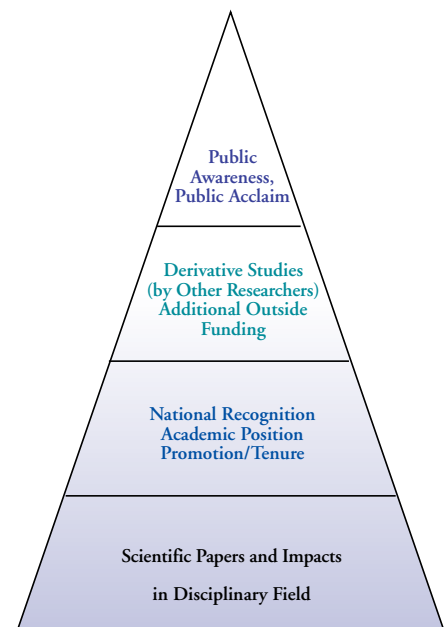 Public
Awareness,
Public Acclaim
Derivative Studies
(by Other Researchers)
Additional Outside
Funding
National Recognition
Academic Position
Promotion/Tenure
Scientific Papers and Impacts
in Disciplinary Field